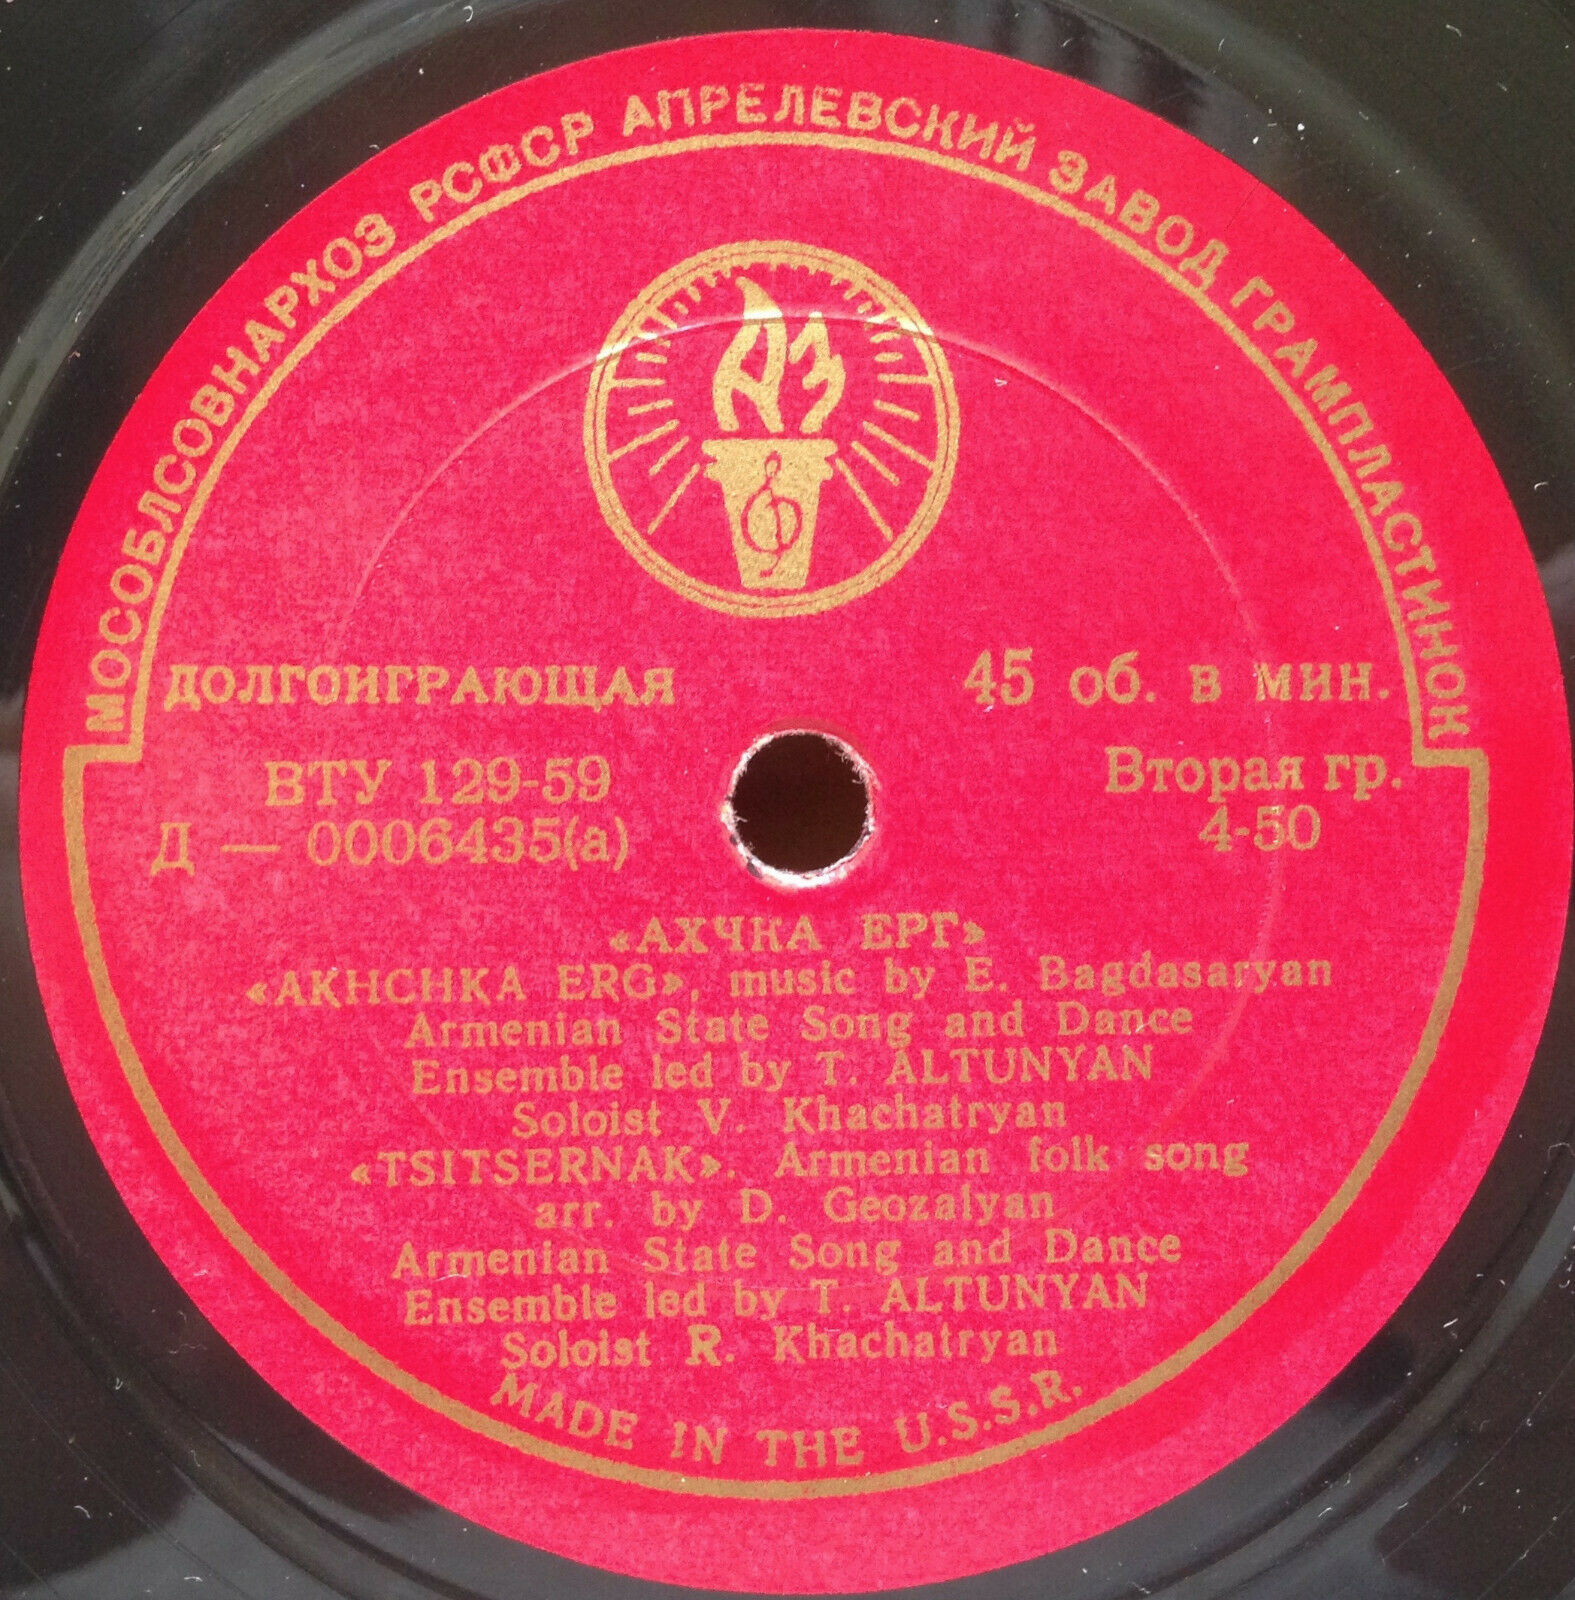 МОСОБЛСОВНАРХОЗ РСФСР АПРЕЛЕВСКИЙ ЗАВОД ГРАМПЛАСТИНОК
АЗ
ДОЛГОИГРАЮЩАЯ 45 об. в мин.
ВТУ 129-59 Вторая гр.
Д — 0006435(а) 4-50
«АХЧКА ЕРГ»
«AKHCHKA ERG», music by E. Bagdasaryan
Armenian State Song and Dance
Ensemble led by T. ALTUNYAN
Soloist V. Khachatryan
«TSITSERNAK». Armenian folk song
arr. by D. Geozalyan
Armenian State Song and Dance
Ensemble led by T. ALTUNYAN
Soloist R. Khachatryan
MADE IN THE U.S.S.R.